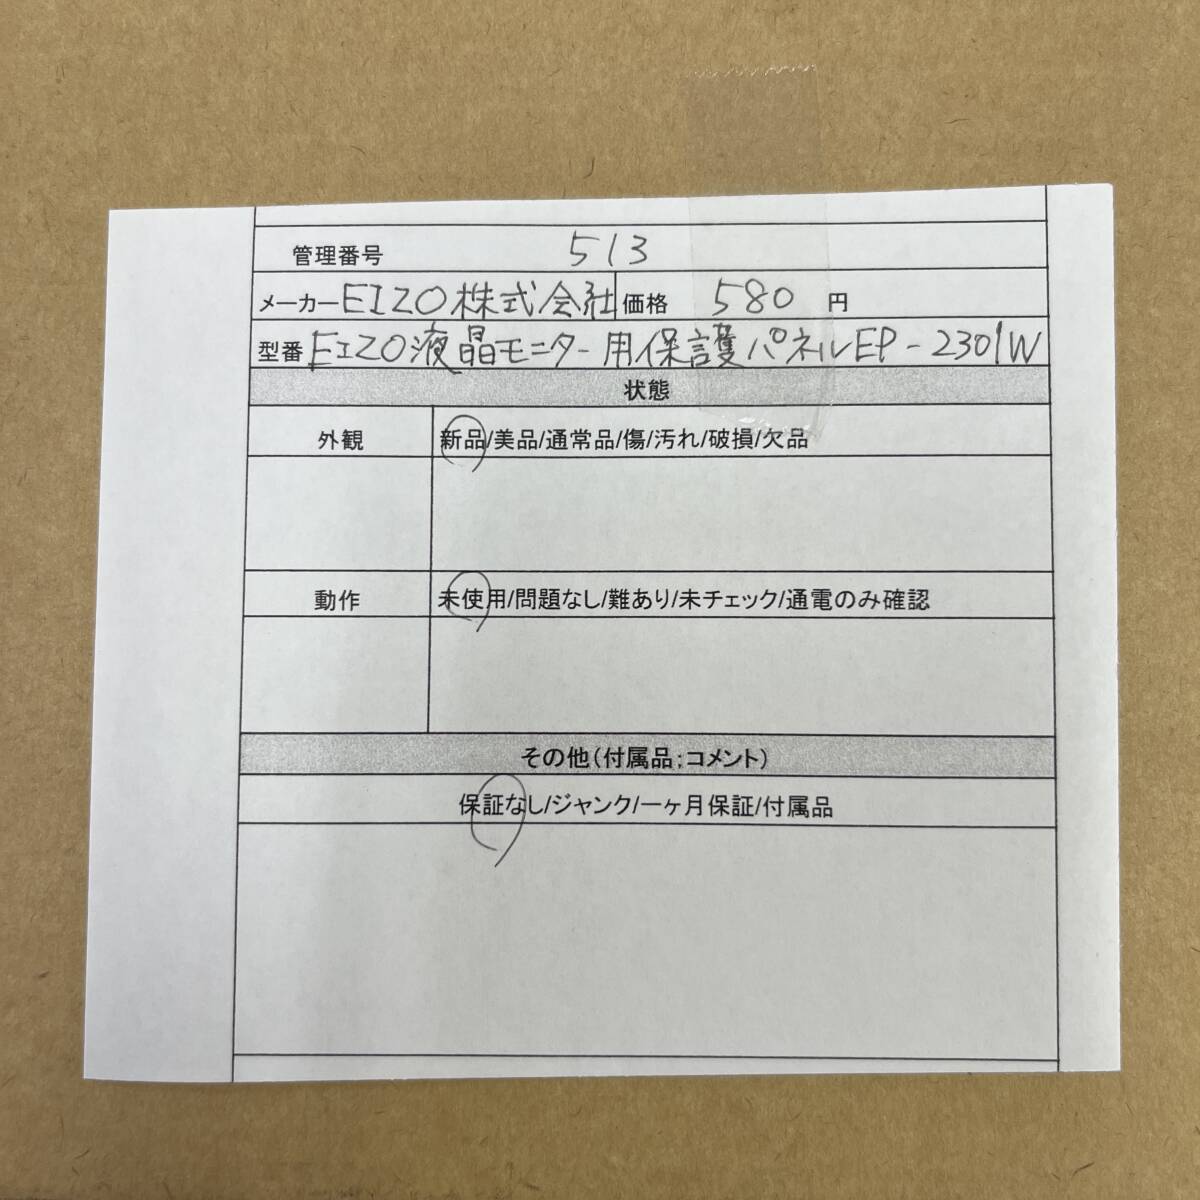 管理番号 513
メーカー EIZO株式会社 価格 580 円
型番 EIZO液晶モニター用保護パネルEP-2301W
状態
外観 新品/美品/通常品/傷/汚れ/破損/欠品
動作 未使用/問題なし/難あり/未チェック/通電のみ確認
その他(付属品;コメント)
保証なし/ジャンク/一ヶ月保証/付属品